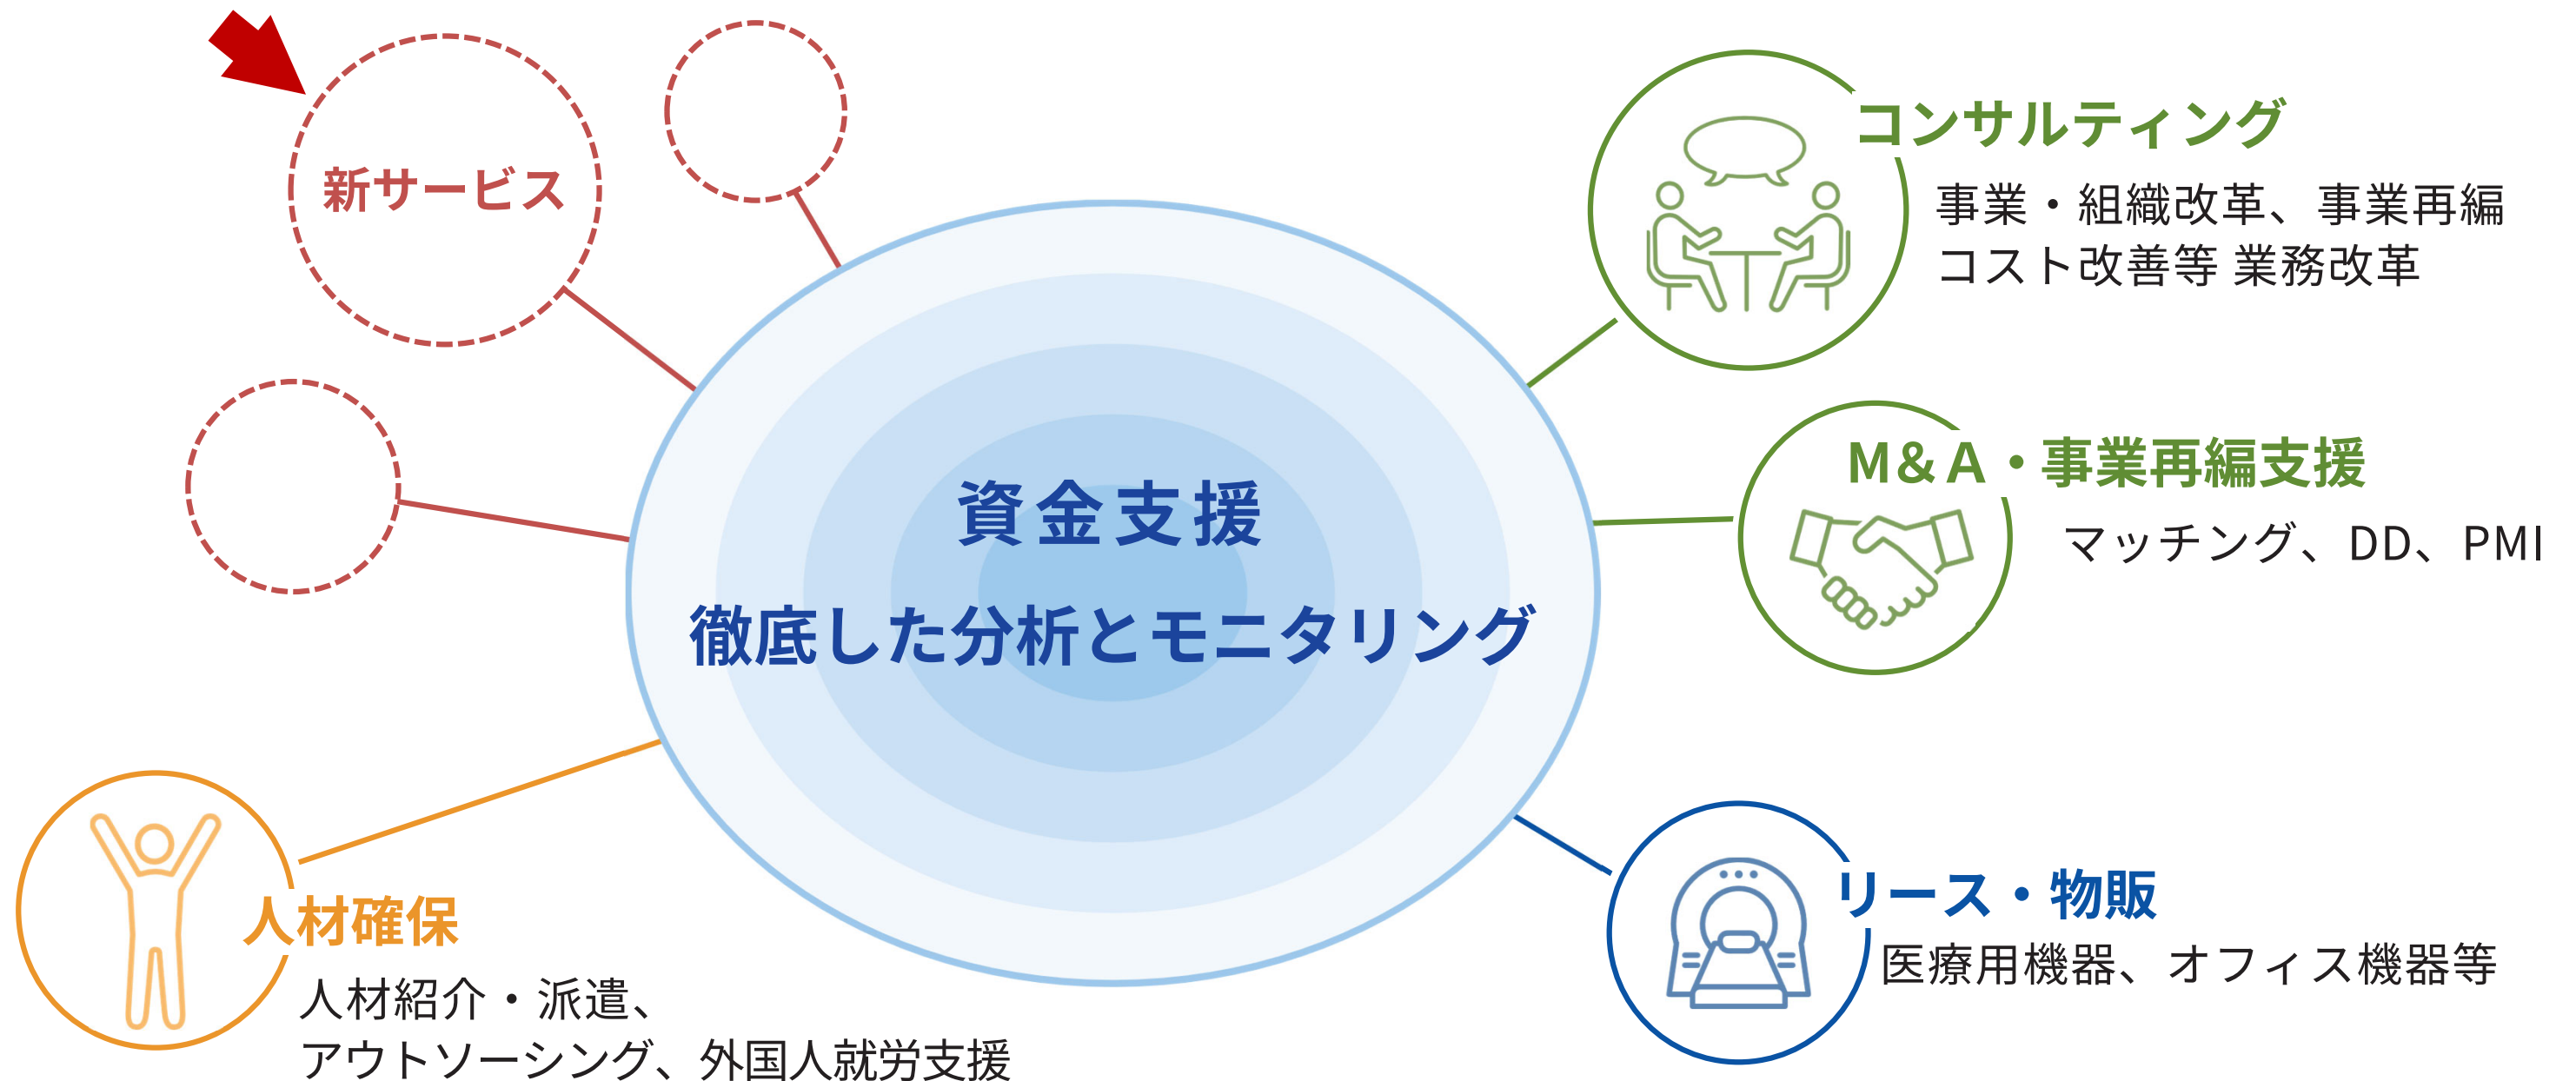 新サービス
コンサルティング
事業・組織改革、事業再編
コスト改善等 業務改革
M&A・事業再編支援
マッチング、DD、PMI
資金支援
徹底した分析とモニタリング
人材確保
人材紹介・派遣、
アウトソーシング、外国人就労支援
リース・物販
医療用機器、オフィス機器等